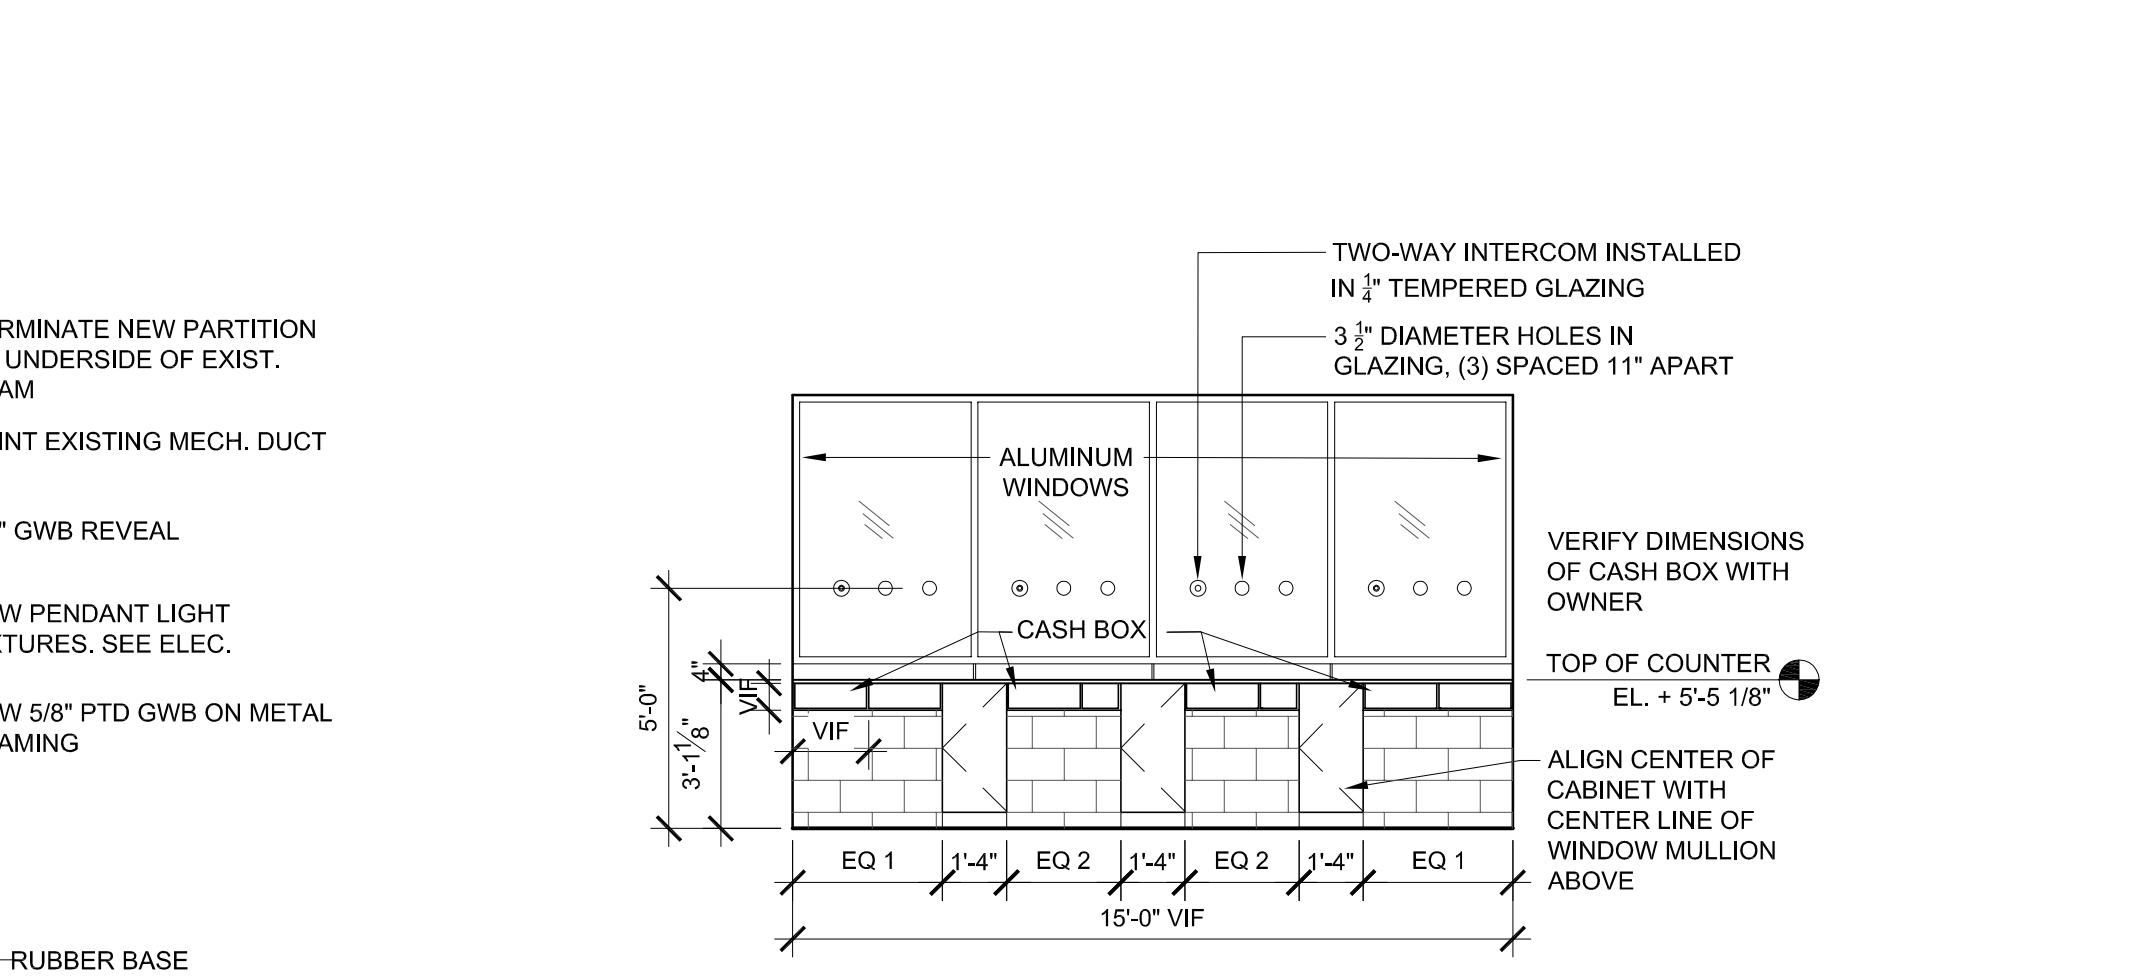 RMINATE NEW PARTITION
UNDERSIDE OF EXIST.
AM
INT EXISTING MECH. DUCT
" GWB REVEAL
W PENDANT LIGHT
XTURES. SEE ELEC.
W 5/8" PTD GWB ON METAL
AMING
RUBBER BASE
TWO-WAY INTERCOM INSTALLED
IN 1/4" TEMPERED GLAZING
3 1/2" DIAMETER HOLES IN
GLAZING, (3) SPACED 11" APART
ALUMINUM
WINDOWS
CASH BOX
VERIFY DIMENSIONS
OF CASH BOX WITH
OWNER
TOP OF COUNTER
EL. + 5'-5 1/8"
ALIGN CENTER OF
CABINET WITH
CENTER LINE OF
WINDOW MULLION
ABOVE
5'-0"
4"
3'-1 1/8"
VIF
VIF
EQ 1
1'-4"
EQ 2
1'-4"
EQ 2
1'-4"
EQ 1
15'-0" VIF